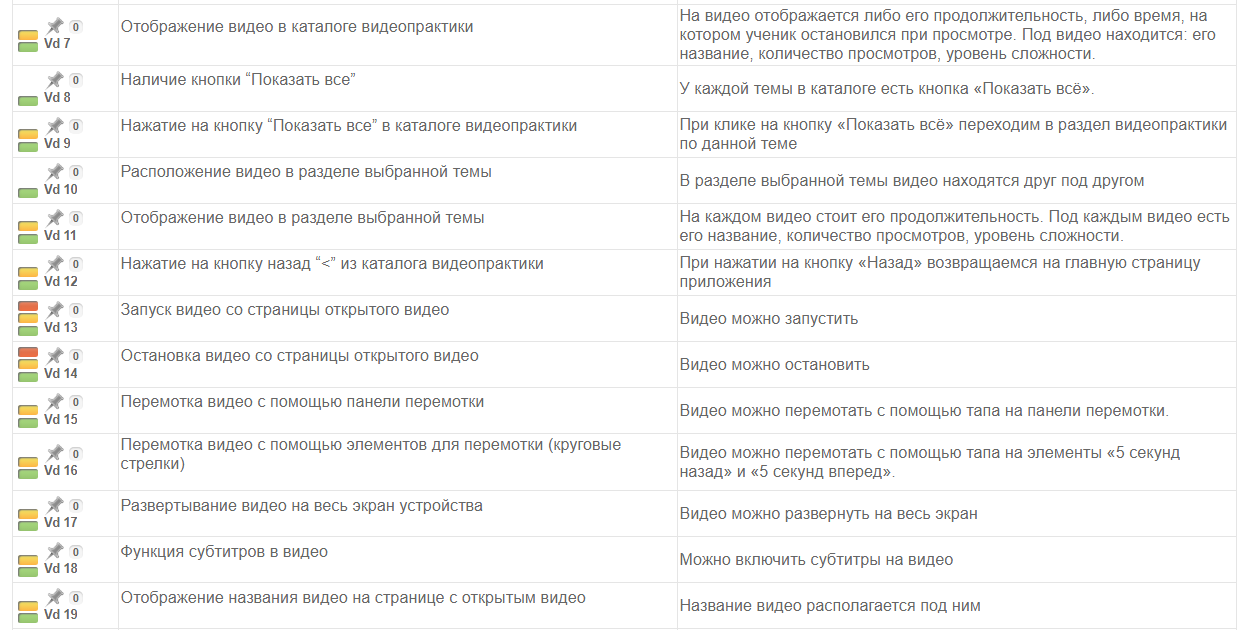 0
Vd 7
Отображение видео в каталоге видеопрактики
На видео отображается либо его продолжительность, либо время, на
котором ученик остановился при просмотре. Под видео находится: его
название, количество просмотров, уровень сложности.
0
Vd 8
Наличие кнопки “Показать все”
У каждой темы в каталоге есть кнопка «Показать всё».
0
Vd 9
Нажатие на кнопку “Показать все” в каталоге видеопрактики
При клике на кнопку «Показать всё» переходим в раздел видеопрактики
по данной теме
0
Vd 10
Расположение видео в разделе выбранной темы
В разделе выбранной темы видео находятся друг под другом
0
Vd 11
Отображение видео в разделе выбранной темы
На каждом видео стоит его продолжительность. Под каждым видео есть
его название, количество просмотров, уровень сложности.
0
Vd 12
Нажатие на кнопку назад “<” из каталога видеопрактики
При нажатии на кнопку «Назад» возвращаемся на главную страницу
приложения
0
Vd 13
Запуск видео со страницы открытого видео
Видео можно запустить
0
Vd 14
Остановка видео со страницы открытого видео
Видео можно остановить
0
Vd 15
Перемотка видео с помощью панели перемотки
Видео можно перемотать с помощью тапа на панели перемотки.
0
Vd 16
Перемотка видео с помощью элементов для перемотки (круговые
стрелки)
Видео можно перемотать с помощью тапа на элементы «5 секунд
назад» и «5 секунд вперед».
0
Vd 17
Развертывание видео на весь экран устройства
Видео можно развернуть на весь экран
0
Vd 18
Функция субтитров в видео
Можно включить субтитры на видео
0
Vd 19
Отображение названия видео на странице с открытым видео
Название видео располагается под ним